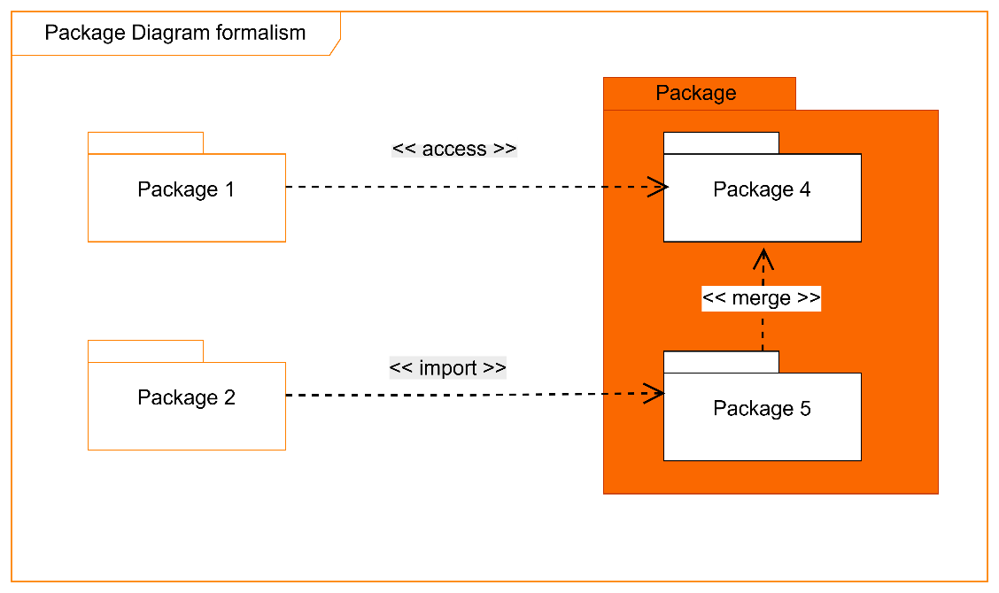 Package Diagram formalism
Package
<< access >>
Package 1
Package 4
<< merge >>
<< import >>
Package 2
Package 5